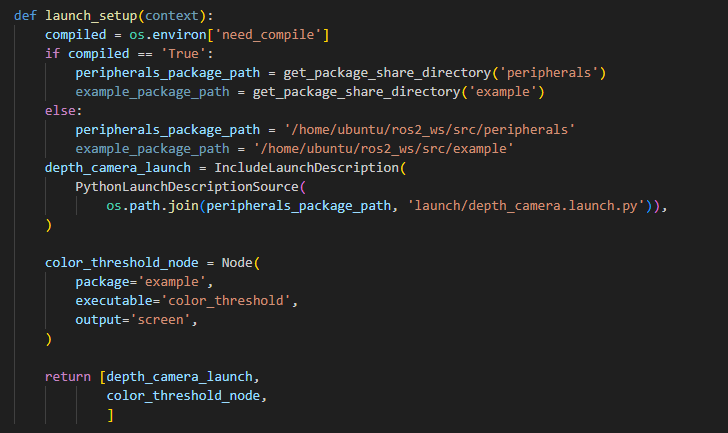 def launch_setup(context):
    compiled = os.environ['need_compile']
    if compiled == 'True':
        peripherals_package_path = get_package_share_directory('peripherals')
        example_package_path = get_package_share_directory('example')
    else:
        peripherals_package_path = '/home/ubuntu/ros2_ws/src/peripherals'
        example_package_path = '/home/ubuntu/ros2_ws/src/example'
    depth_camera_launch = IncludeLaunchDescription(
        PythonLaunchDescriptionSource(
            os.path.join(peripherals_package_path, 'launch/depth_camera.launch.py')),
    )

    color_threshold_node = Node(
        package='example',
        executable='color_threshold',
        output='screen',
    )

    return [depth_camera_launch,
            color_threshold_node,
            ]